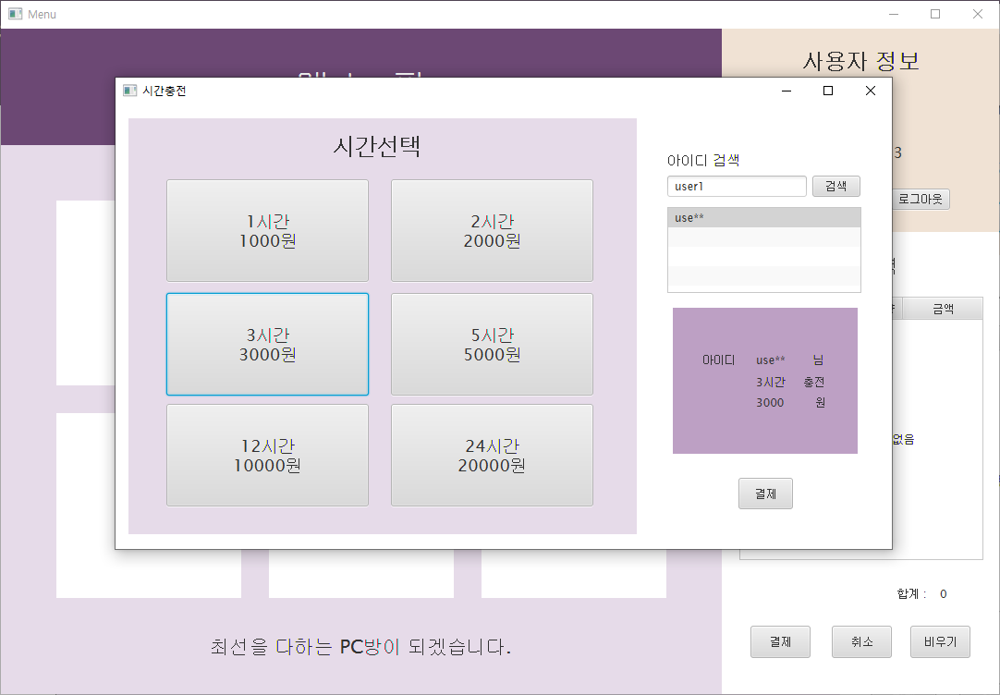 Menu
사용자 정보
3
로그아웃
금액
없음
합계 : 0
결제 취소 비우기
최선을 다하는 PC방이 되겠습니다.
시간충전
시간선택
1시간
1000원
2시간
2000원
3시간
3000원
5시간
5000원
12시간
10000원
24시간
20000원
아이디 검색
user1 검색
use**
아이디 use** 님
3시간 충전
3000 원
결제